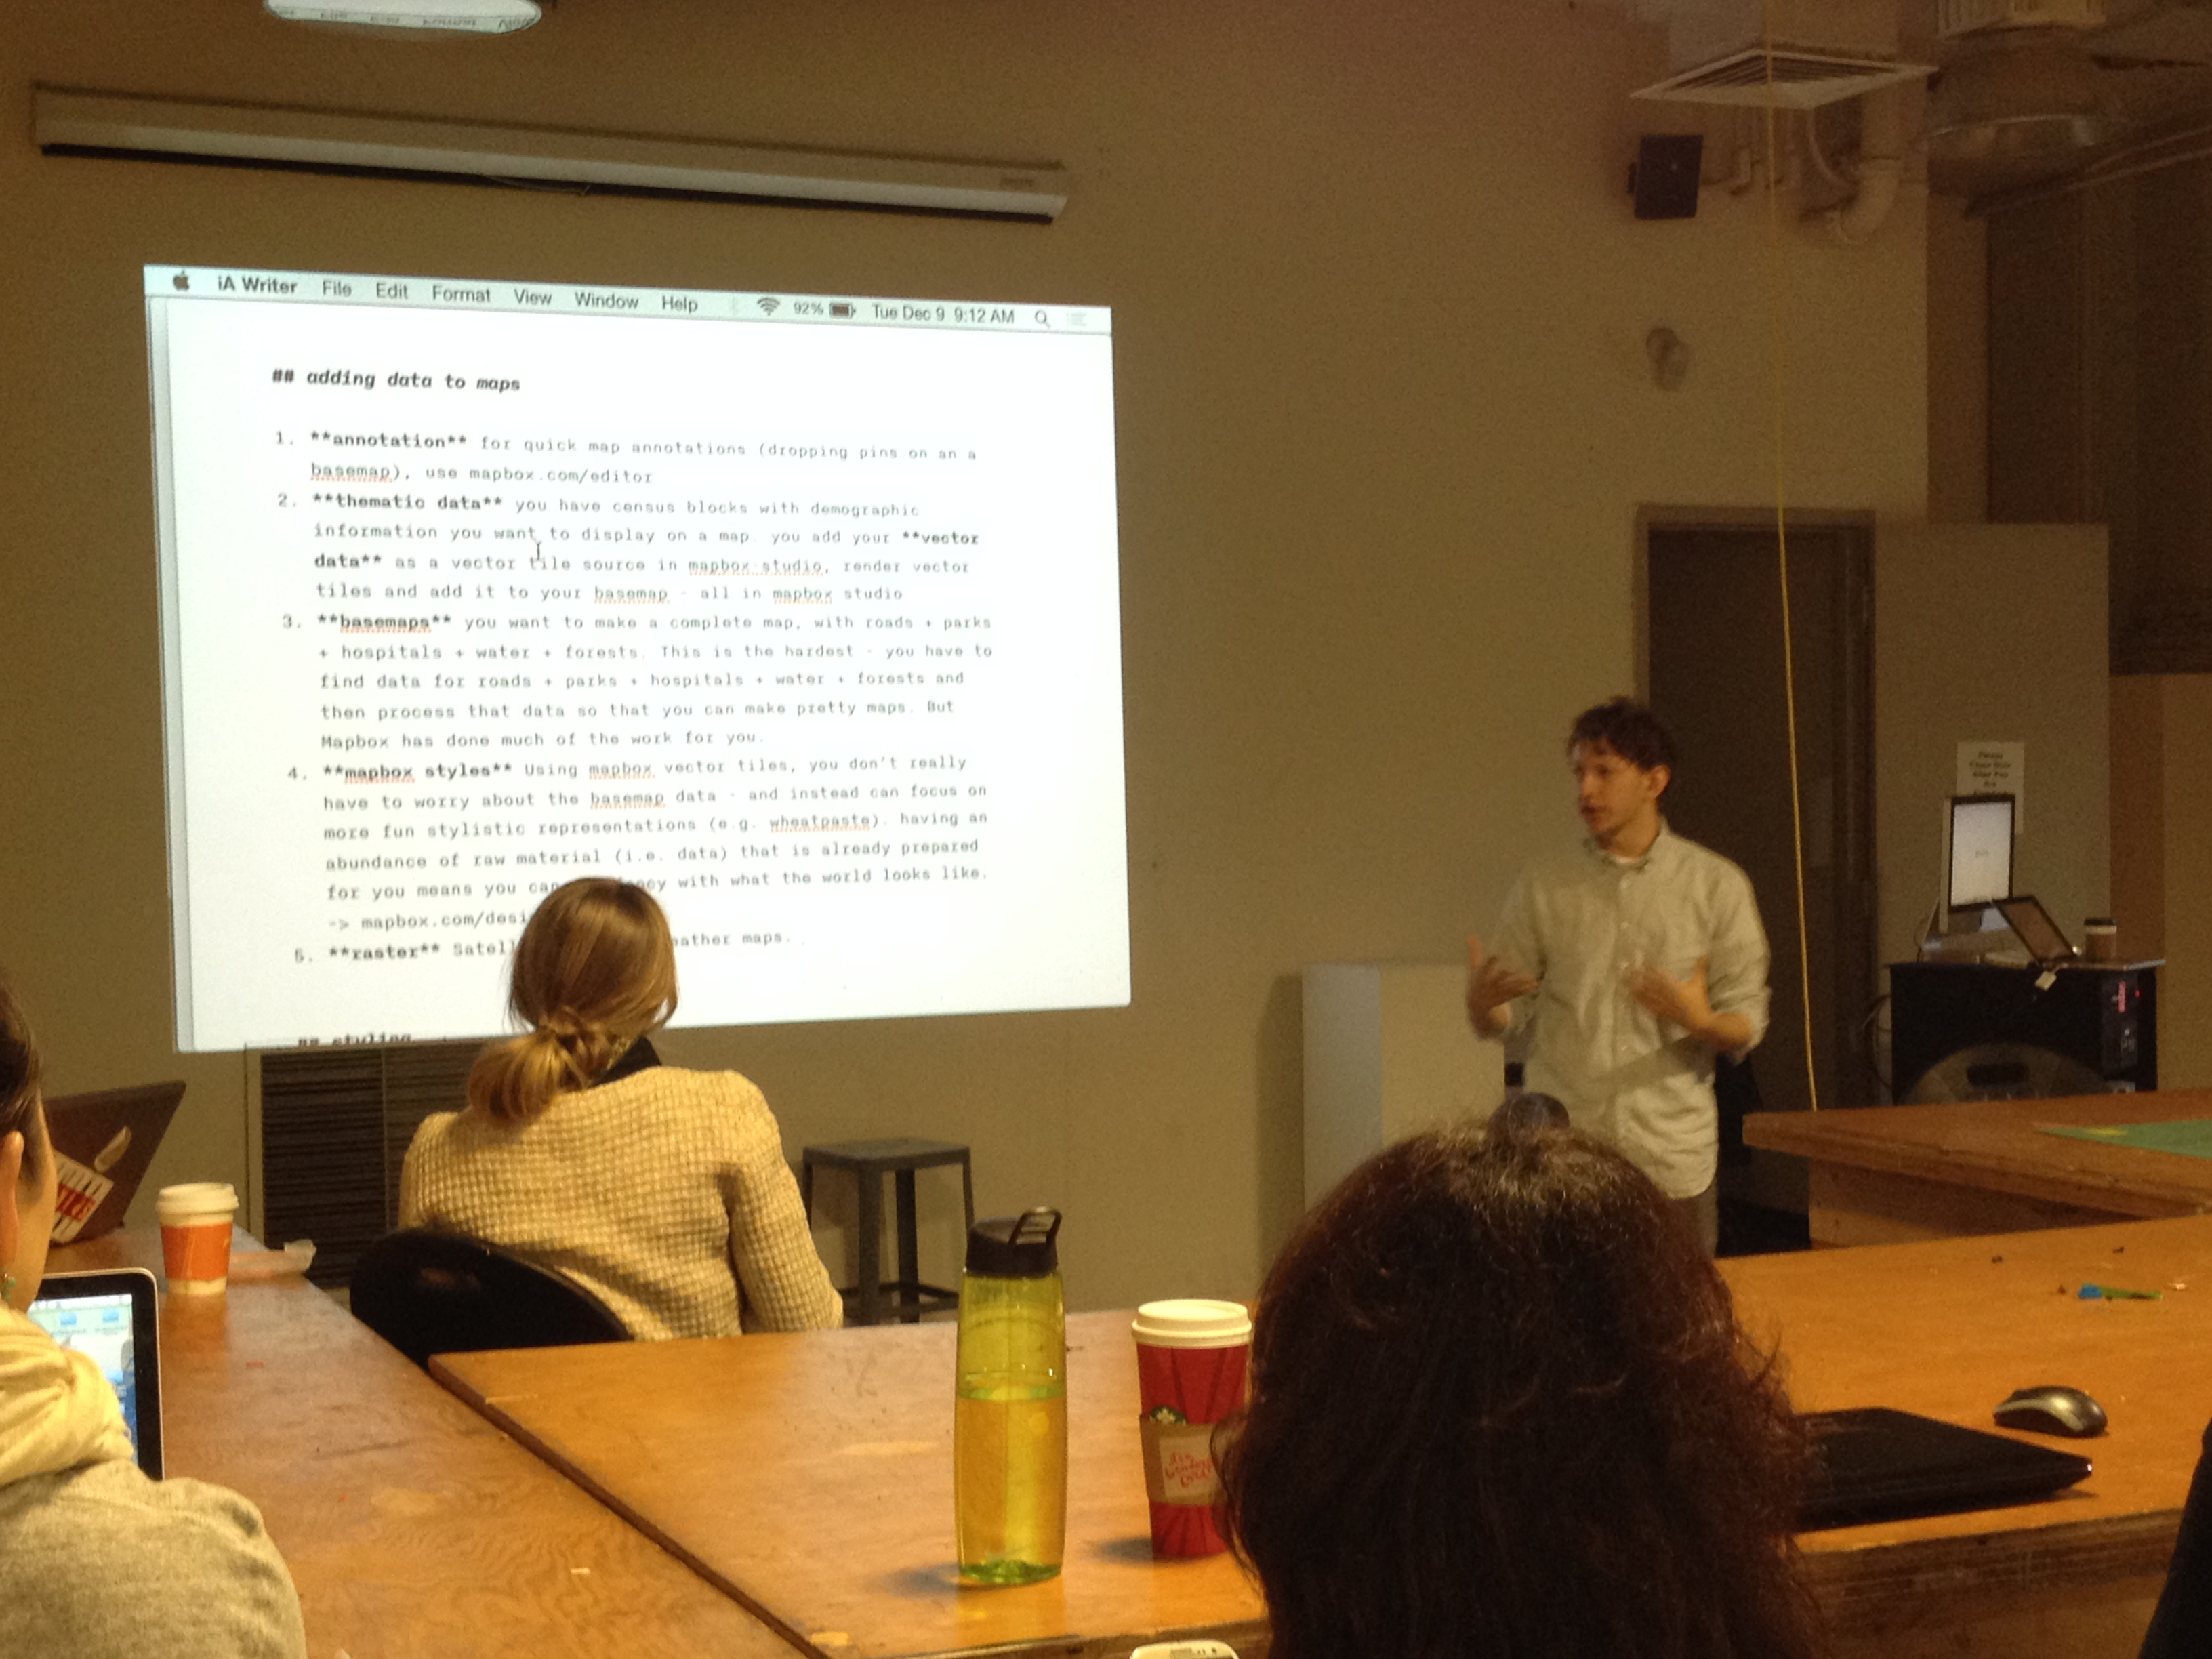 iA Writer File Edit Format View Window Help 92% Tue Dec 9 9:12 AM
## adding data to maps
1. **annotation** for quick map annotations (dropping pins on an a
basemap), use mapbox.com/editor
2. **thematic data** you have census blocks with demographic
information you want to display on a map. you add your **vector
data** as a vector tile source in mapbox studio, render vector
tiles and add it to your basemap - all in mapbox studio
3. **basemaps** you want to make a complete map, with roads + parks
+ hospitals + water + forests. This is the hardest - you have to
find data for roads + parks + hospitals + water + forests and
then process that data so that you can make pretty maps. But
Mapbox has done much of the work for you.
4. **mapbox styles** Using mapbox vector tiles, you don't really
have to worry about the basemap data - and instead can focus on
more fun stylistic representations (e.g. wheatpaste). having an
abundance of raw material (i.e. data) that is already prepared
for you means you can with what the world looks like.
-> mapbox.com/desi
5. **raster** Satell eather maps.
## styling